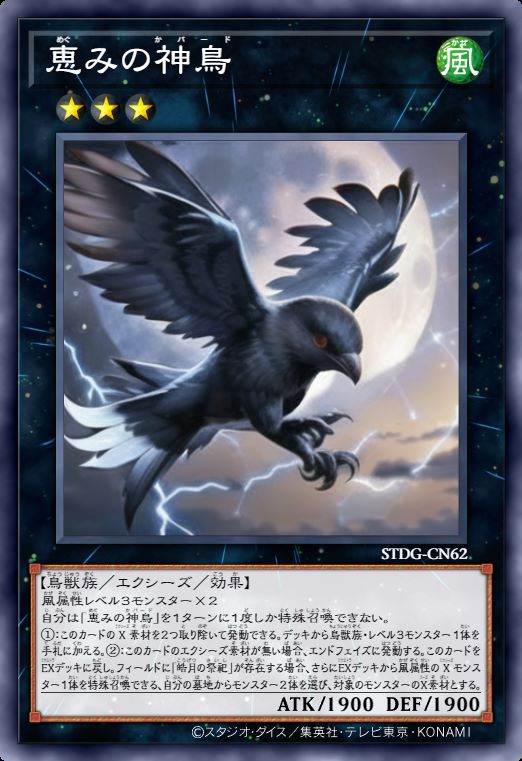 恵みの神鳥
風
STDG-CN62
【鳥獣族／エクシーズ／効果】
風属性レベル３モンスター×２
自分は「恵みの神鳥」を１ターンに１度しか特殊召喚できない。
①:このカードのＸ素材を２つ取り除いて発動できる。デッキから鳥獣族・レベル３モンスター１体を
手札に加える。②:このカードのエクシーズ素材が無い場合、エンドフェイズに発動する。このカードを
EXデッキに戻し、フィールドに「皓月の祭祀」が存在する場合、さらにEXデッキから風属性のＸモンス
ター１体を特殊召喚できる、自分の墓地からモンスター２体を選び、対象のモンスターのX素材とする。
ATK/1900 DEF/1900
©スタジオ・ダイス／集英社・テレビ東京・KONAMI